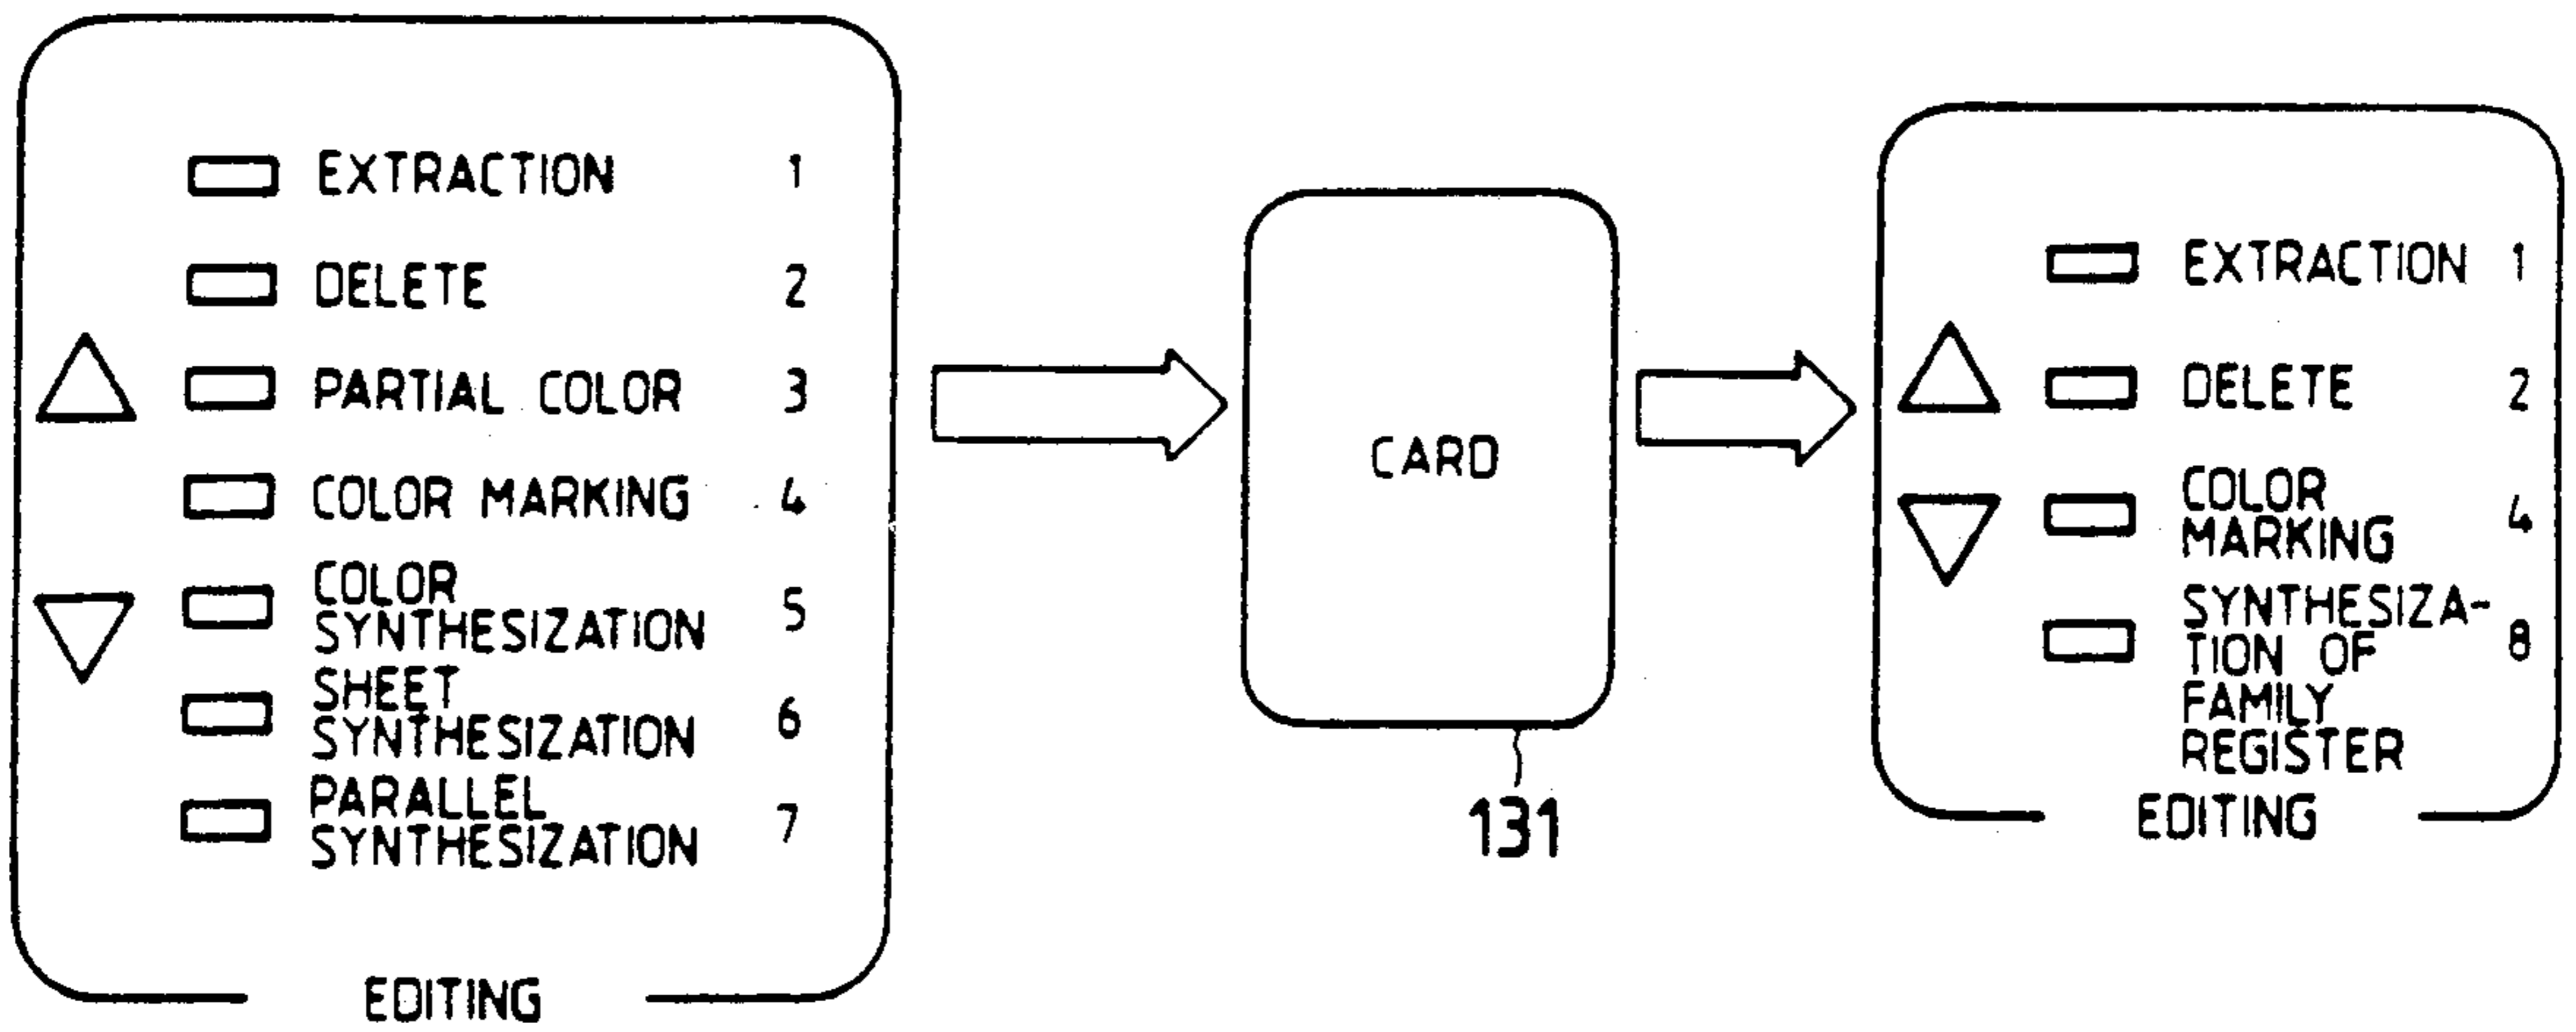 EXTRACTION 1
DELETE 2
PARTIAL COLOR 3
COLOR MARKING 4
COLOR
SYNTHESIZATION 5
SHEET
SYNTHESIZATION 6
PARALLEL
SYNTHESIZATION 7
EDITING
CARD
131
EXTRACTION 1
DELETE 2
COLOR
MARKING 4
SYNTHESIZA-
TION OF 8
FAMILY
REGISTER
EDITING